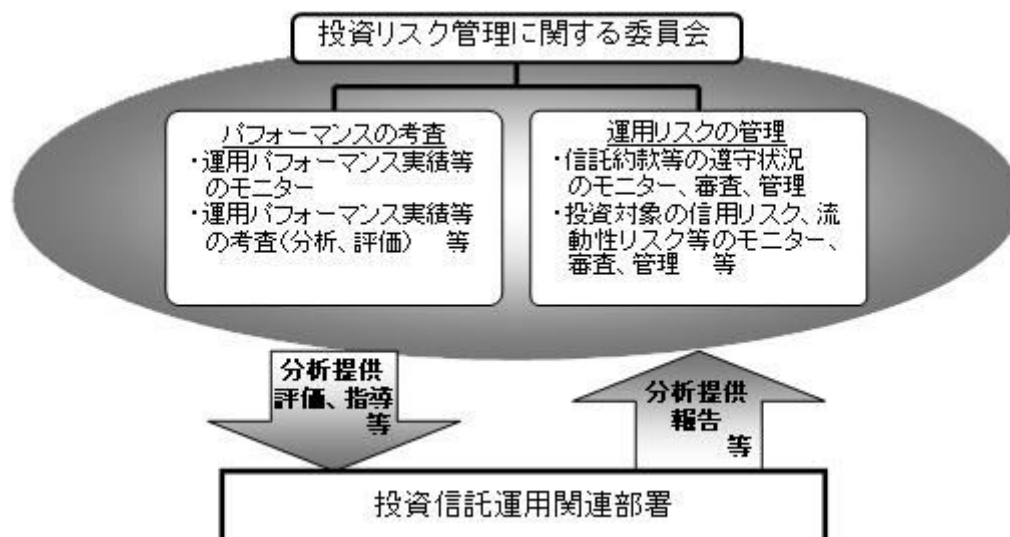 投資リスク管理に関する委員会
パフォーマンスの考査
・運用パフォーマンス実績等
のモニター
・運用パフォーマンス実績等
の考査(分析、評価) 等
運用リスクの管理
・信託約款等の遵守状況
のモニター、審査、管理
・投資対象の信用リスク、流
動性リスク等のモニター、
審査、管理 等
分析提供
評価、指導
等
分析提供
報告
等
投資信託運用関連部署